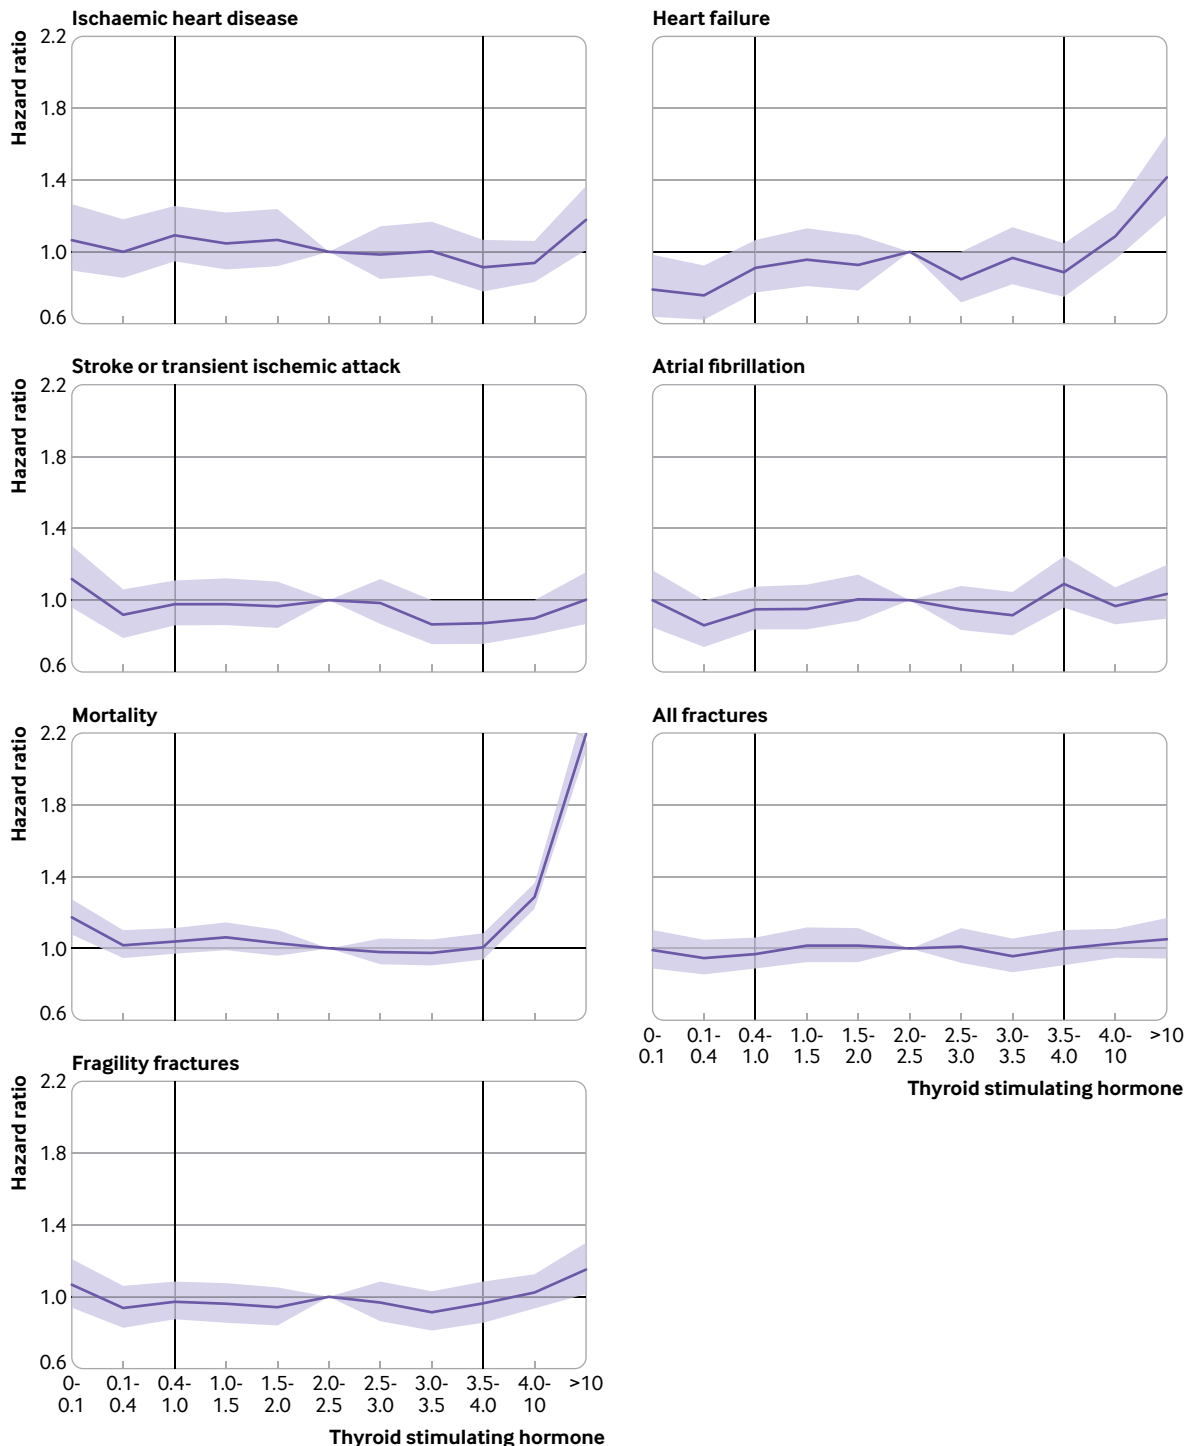 Ischaemic heart disease
Hazard ratio
2.2
1.8
1.4
1.0
0.6
Heart failure
Stroke or transient ischemic attack
Hazard ratio
2.2
1.8
1.4
1.0
0.6
Atrial fibrillation
Mortality
Hazard ratio
2.2
1.8
1.4
1.0
0.6
All fractures
0- 0.1- 0.4- 1.0- 1.5- 2.0- 2.5- 3.0- 3.5- 4.0- >10
0.1 0.4 1.0 1.5 2.0 2.5 3.0 3.5 4.0 10
Thyroid stimulating hormone
Fragility fractures
Hazard ratio
2.2
1.8
1.4
1.0
0.6
0- 0.1- 0.4- 1.0- 1.5- 2.0- 2.5- 3.0- 3.5- 4.0- >10
0.1 0.4 1.0 1.5 2.0 2.5 3.0 3.5 4.0 10
Thyroid stimulating hormone